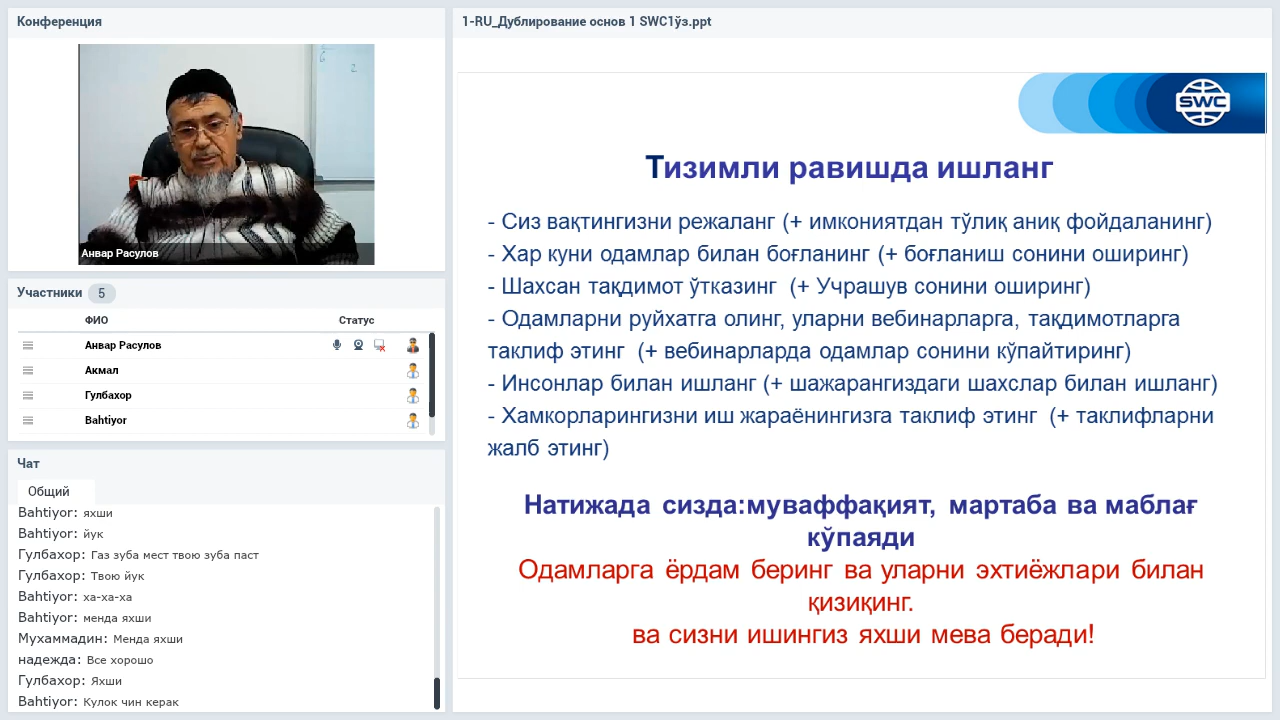 Конференция
Анвар Расулов
Участники 5
ФИО Статус
Анвар Расулов
Акмал
Гулбахор
Bahtiyor
Чат
Общий
Bahtiyor: яхши
Bahtiyor: йук
Гулбахор: Газ зуба мест твою зуба паст
Гулбахор: Твою йук
Bahtiyor: ха-ха-ха
Bahtiyor: менда яхши
Мухаммадин: Менда яхши
надежда: Все хорошо
Гулбахор: Яхши
Bahtiyor: Кулок чин керак
1-RU_Дублирование основ 1 SWC1ўз.ppt
SWC
Тизимли равишда ишланг
- Сиз вақтингизни режаланг (+ имкониятдан тўлиқ аниқ фойдаланинг)
- Хар куни одамлар билан боғланинг (+ боғланиш сонини оширинг)
- Шахсан тақдимот ўтказинг (+ Учрашув сонини оширинг)
- Одамларни руйхатга олинг, уларни вебинарларга, тақдимотларга
таклиф этинг (+ вебинарларда одамлар сонини кўпайтиринг)
- Инсонлар билан ишланг (+ шажарангиздаги шахслар билан ишланг)
- Хамкорларингизни иш жараёнингизга таклиф этинг (+ таклифларни
жалб этинг)
Натижада сизда:муваффақият, мартаба ва маблағ
кўпаяди
Одамларга ёрдам беринг ва уларни эхтиёжлари билан
қизиқинг.
ва сизни ишингиз яхши мева беради!